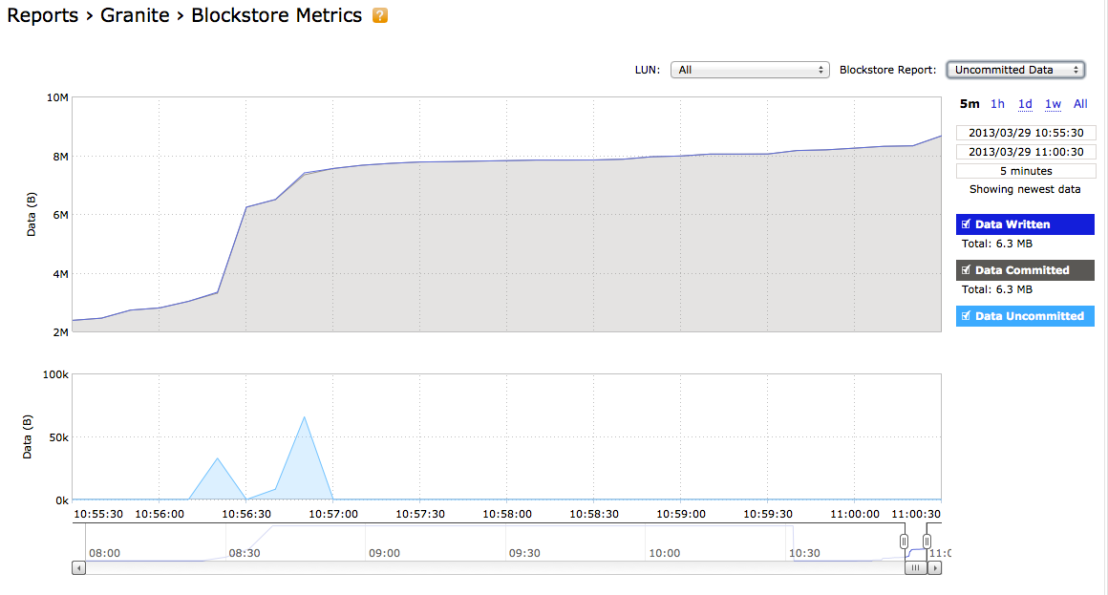 Reports › Granite › Blockstore Metrics ?
LUN: All Blockstore Report: Uncommitted Data
10M
8M
6M
4M
2M
Data (B)
5m 1h 1d 1w All
2013/03/29 10:55:30
2013/03/29 11:00:30
5 minutes
Showing newest data
Data Written
Total: 6.3 MB
Data Committed
Total: 6.3 MB
Data Uncommitted
100k
50k
0k
Data (B)
10:55:30 10:56:00 10:56:30 10:57:00 10:57:30 10:58:00 10:58:30 10:59:00 10:59:30 11:00:00 11:00:30
08:00 08:30 09:00 09:30 10:00 10:30